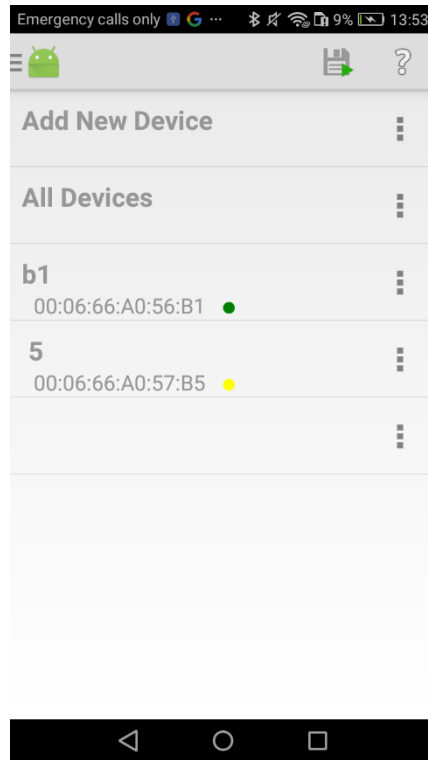 Emergency calls only G ... 9% 13:53
?
Add New Device
All Devices
b1
00:06:66:A0:56:B1
5
00:06:66:A0:57:B5